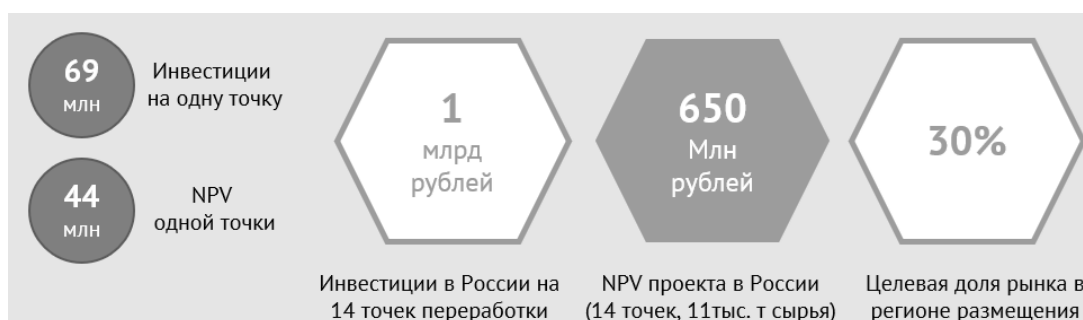 69
млн
Инвестиции
на одну точку
44
млн
NPV
одной точки
1
млрд
рублей
Инвестиции в России на
14 точек переработки
650
Млн
рублей
NPV проекта в России
(14 точек, 11тыс. т сырья)
30%
Целевая доля рынка в
регионе размещения